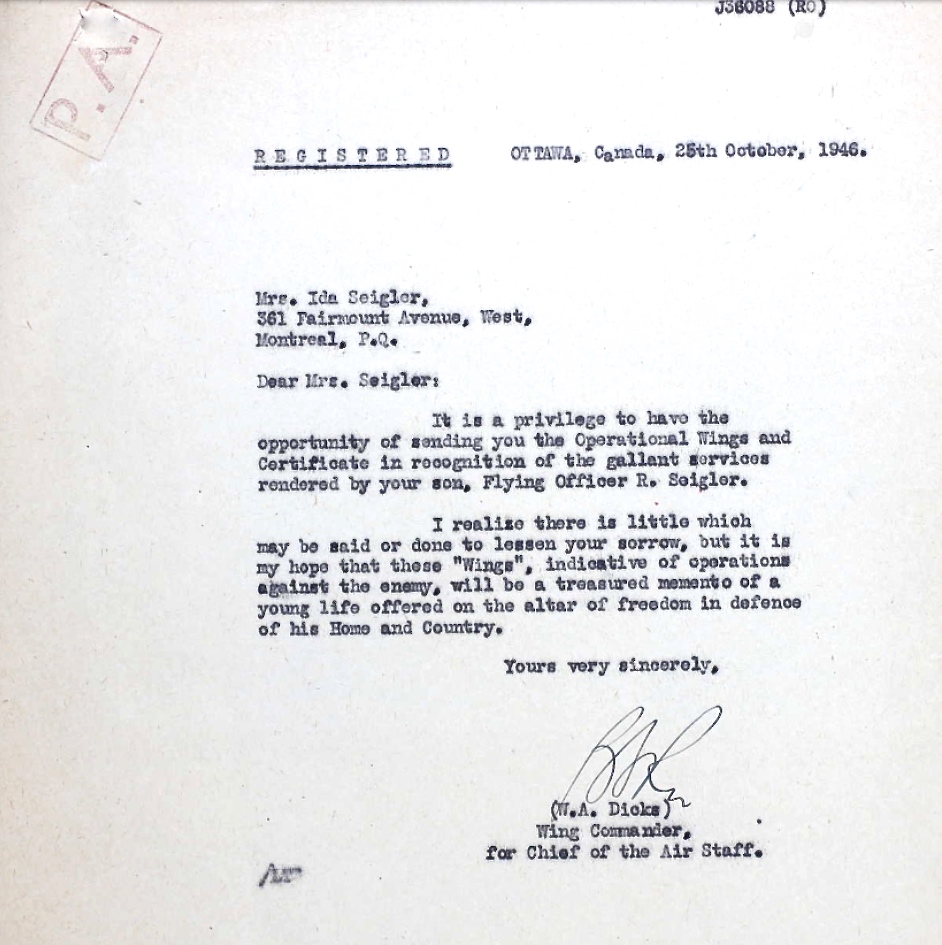 J36088 (RO)
P.A.
REGISTERED OTTAWA, Canada, 25th October, 1946.
Mrs. Ida Seigler,
361 Fairmount Avenue, West,
Montreal, P.Q.
Dear Mrs. Seigler:
It is a privilege to have the
opportunity of sending you the Operational Wings and
Certificate in recognition of the gallant services
rendered by your son, Flying Officer R. Seigler.
I realize there is little which
may be said or done to lessen your sorrow, but it is
my hope that these "Wings", indicative of operations
against the enemy, will be a treasured memento of a
young life offered on the altar of freedom in defence
of his Home and Country.
Yours very sincerely,
(W.A. Dicks)
Wing Commander,
for Chief of the Air Staff.